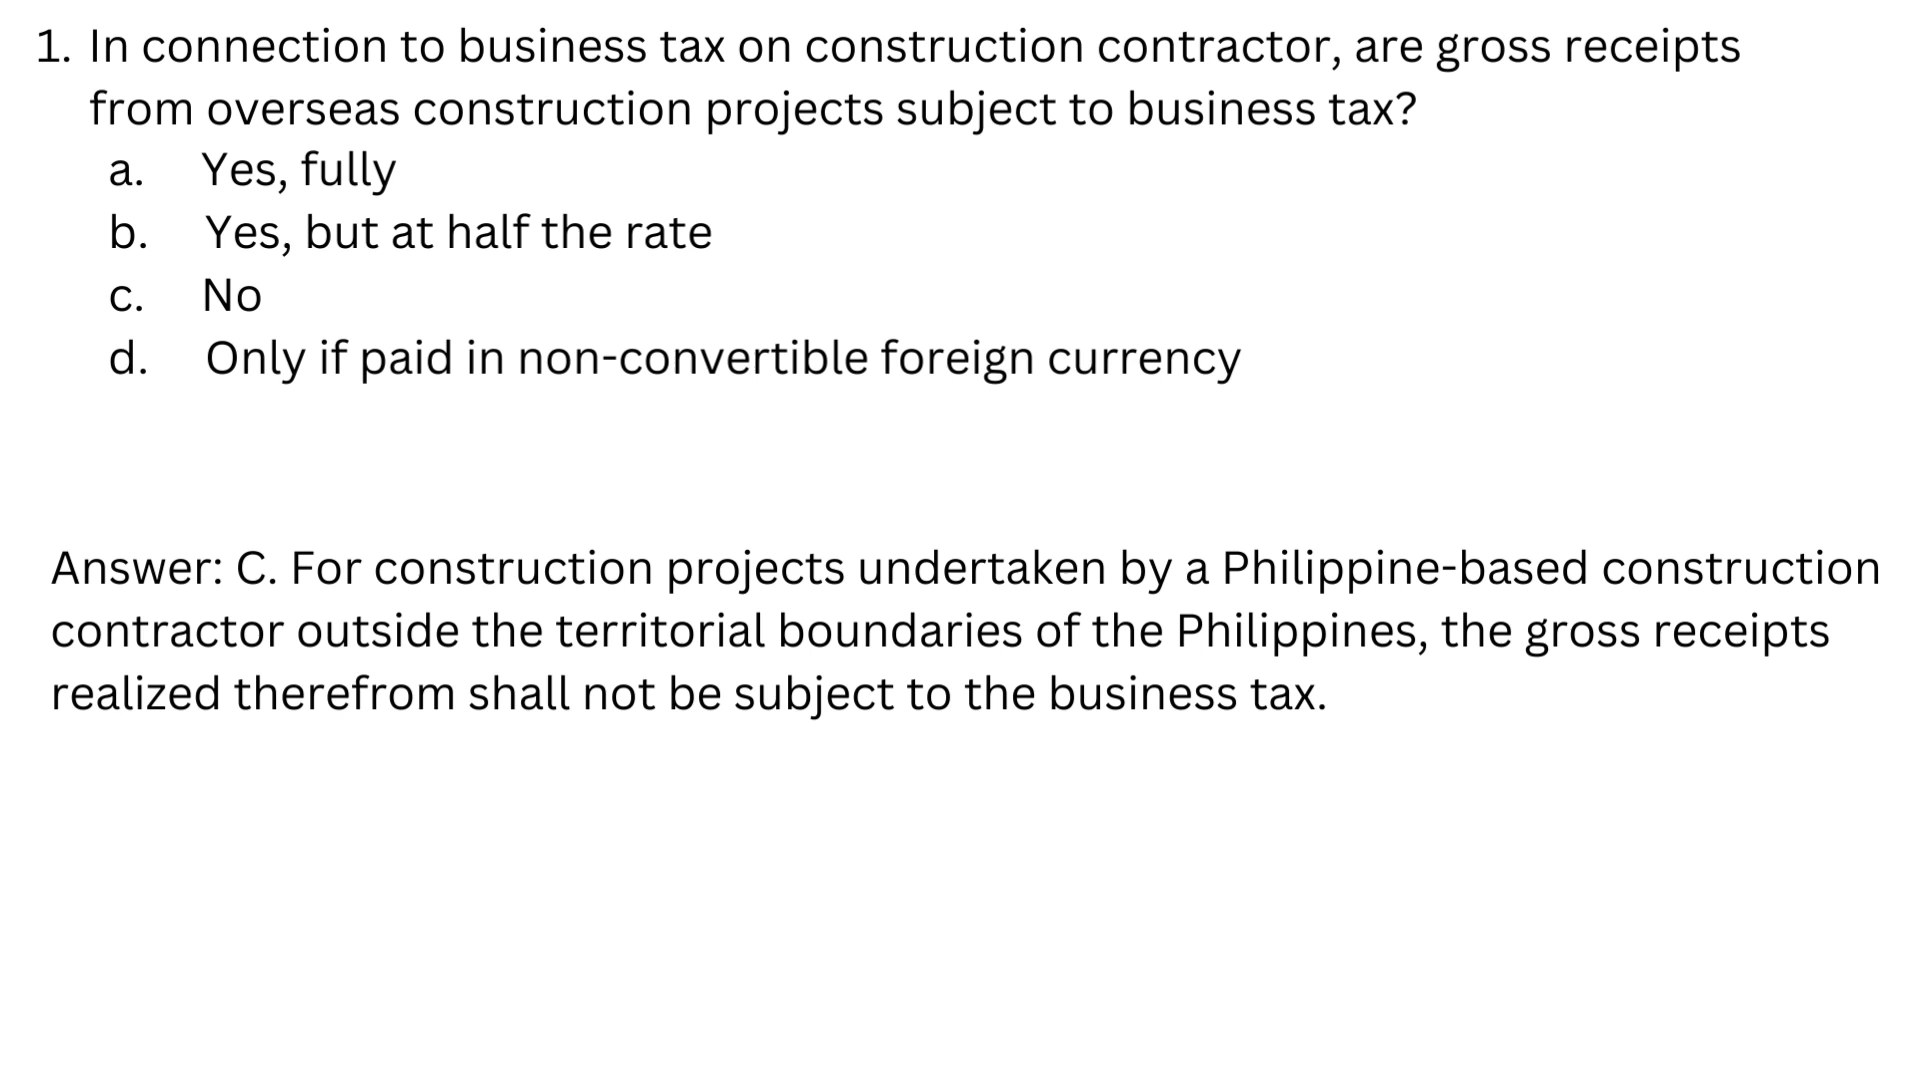 1. In connection to business tax on construction contractor, are gross receipts
from overseas construction projects subject to business tax?
a. Yes, fully
b. Yes, but at half the rate
c. No
d. Only if paid in non-convertible foreign currency
Answer: C. For construction projects undertaken by a Philippine-based construction
contractor outside the territorial boundaries of the Philippines, the gross receipts
realized therefrom shall not be subject to the business tax.